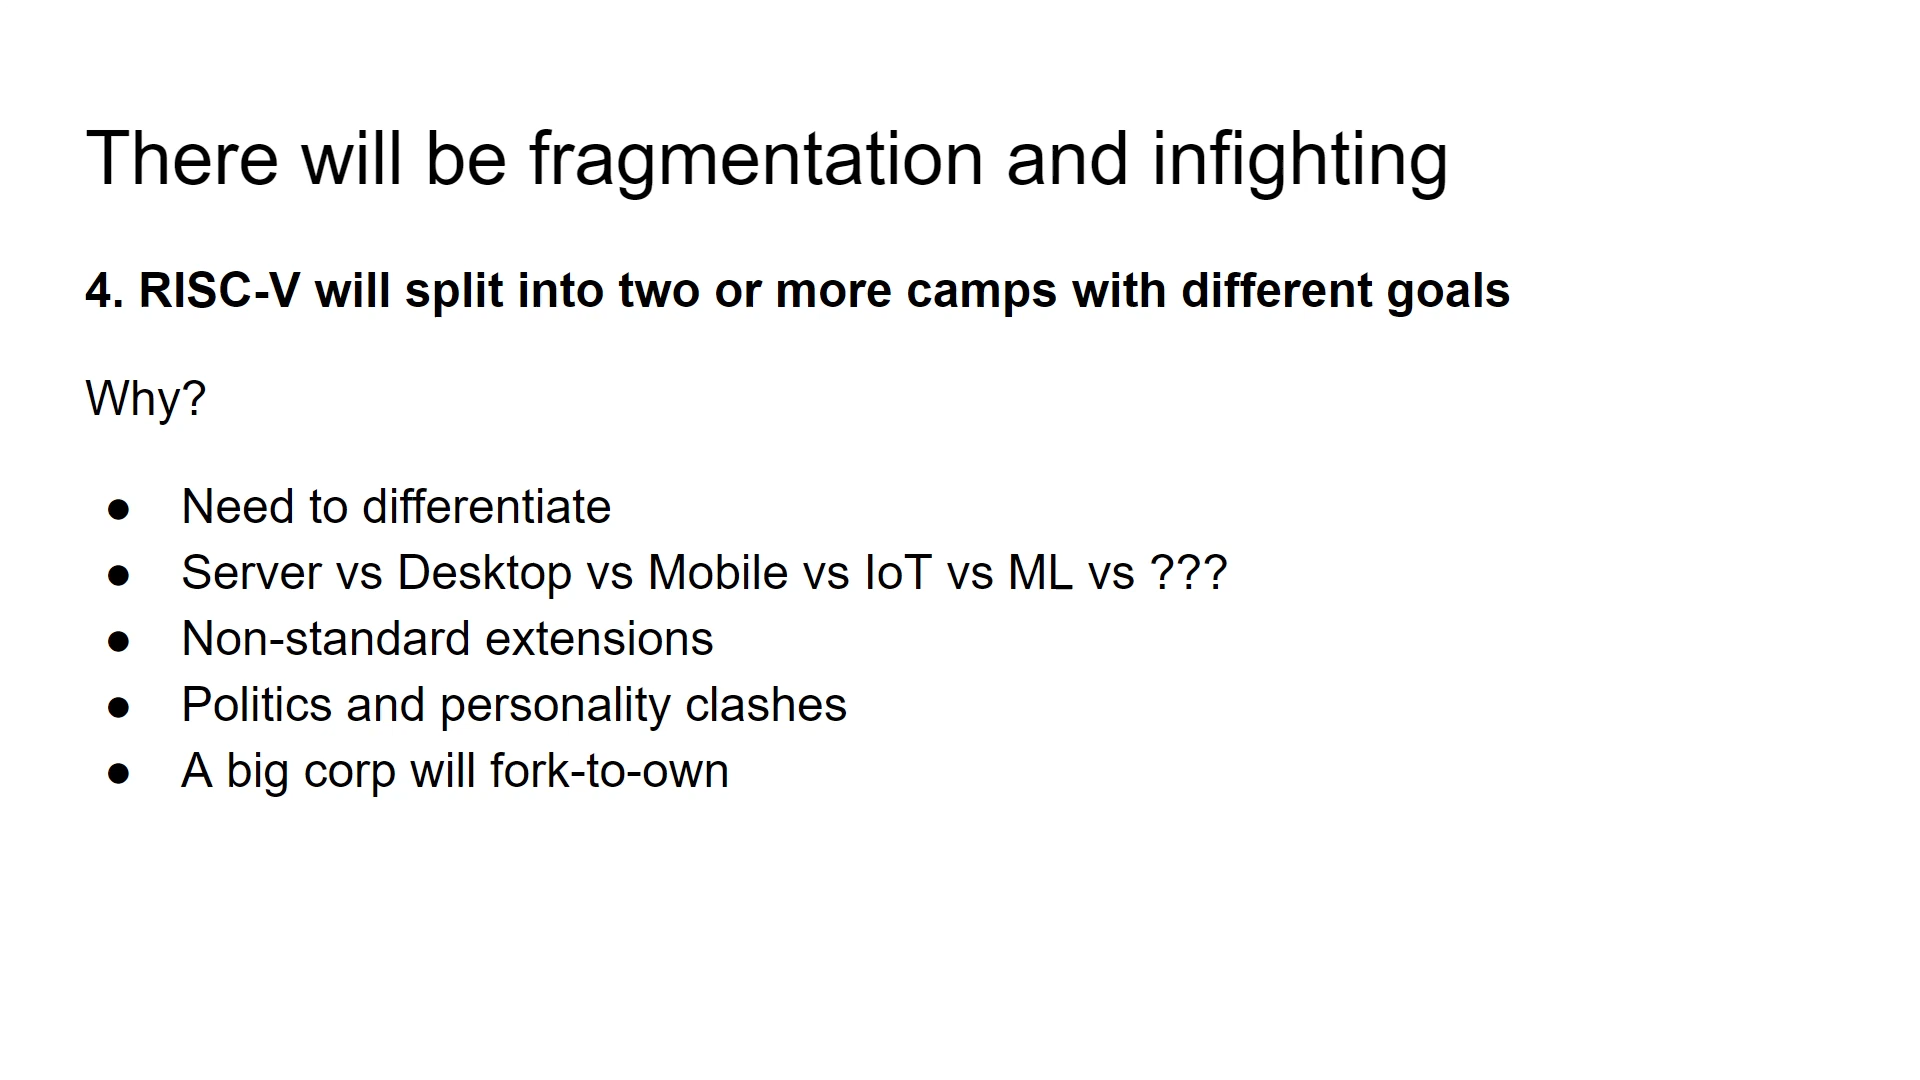 There will be fragmentation and infighting
4. RISC-V will split into two or more camps with different goals
Why?
● Need to differentiate
● Server vs Desktop vs Mobile vs IoT vs ML vs ???
● Non-standard extensions
● Politics and personality clashes
● A big corp will fork-to-own